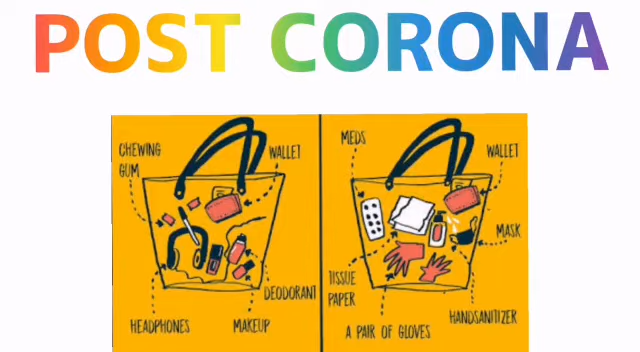 POST CORONA
CHEWING
GUM
WALLET
DEODORANT
HEADPHONES
MAKEUP
MEDS
WALLET
MASK
TISSUE
PAPER
A PAIR OF GLOVES
HANDSANITIZER